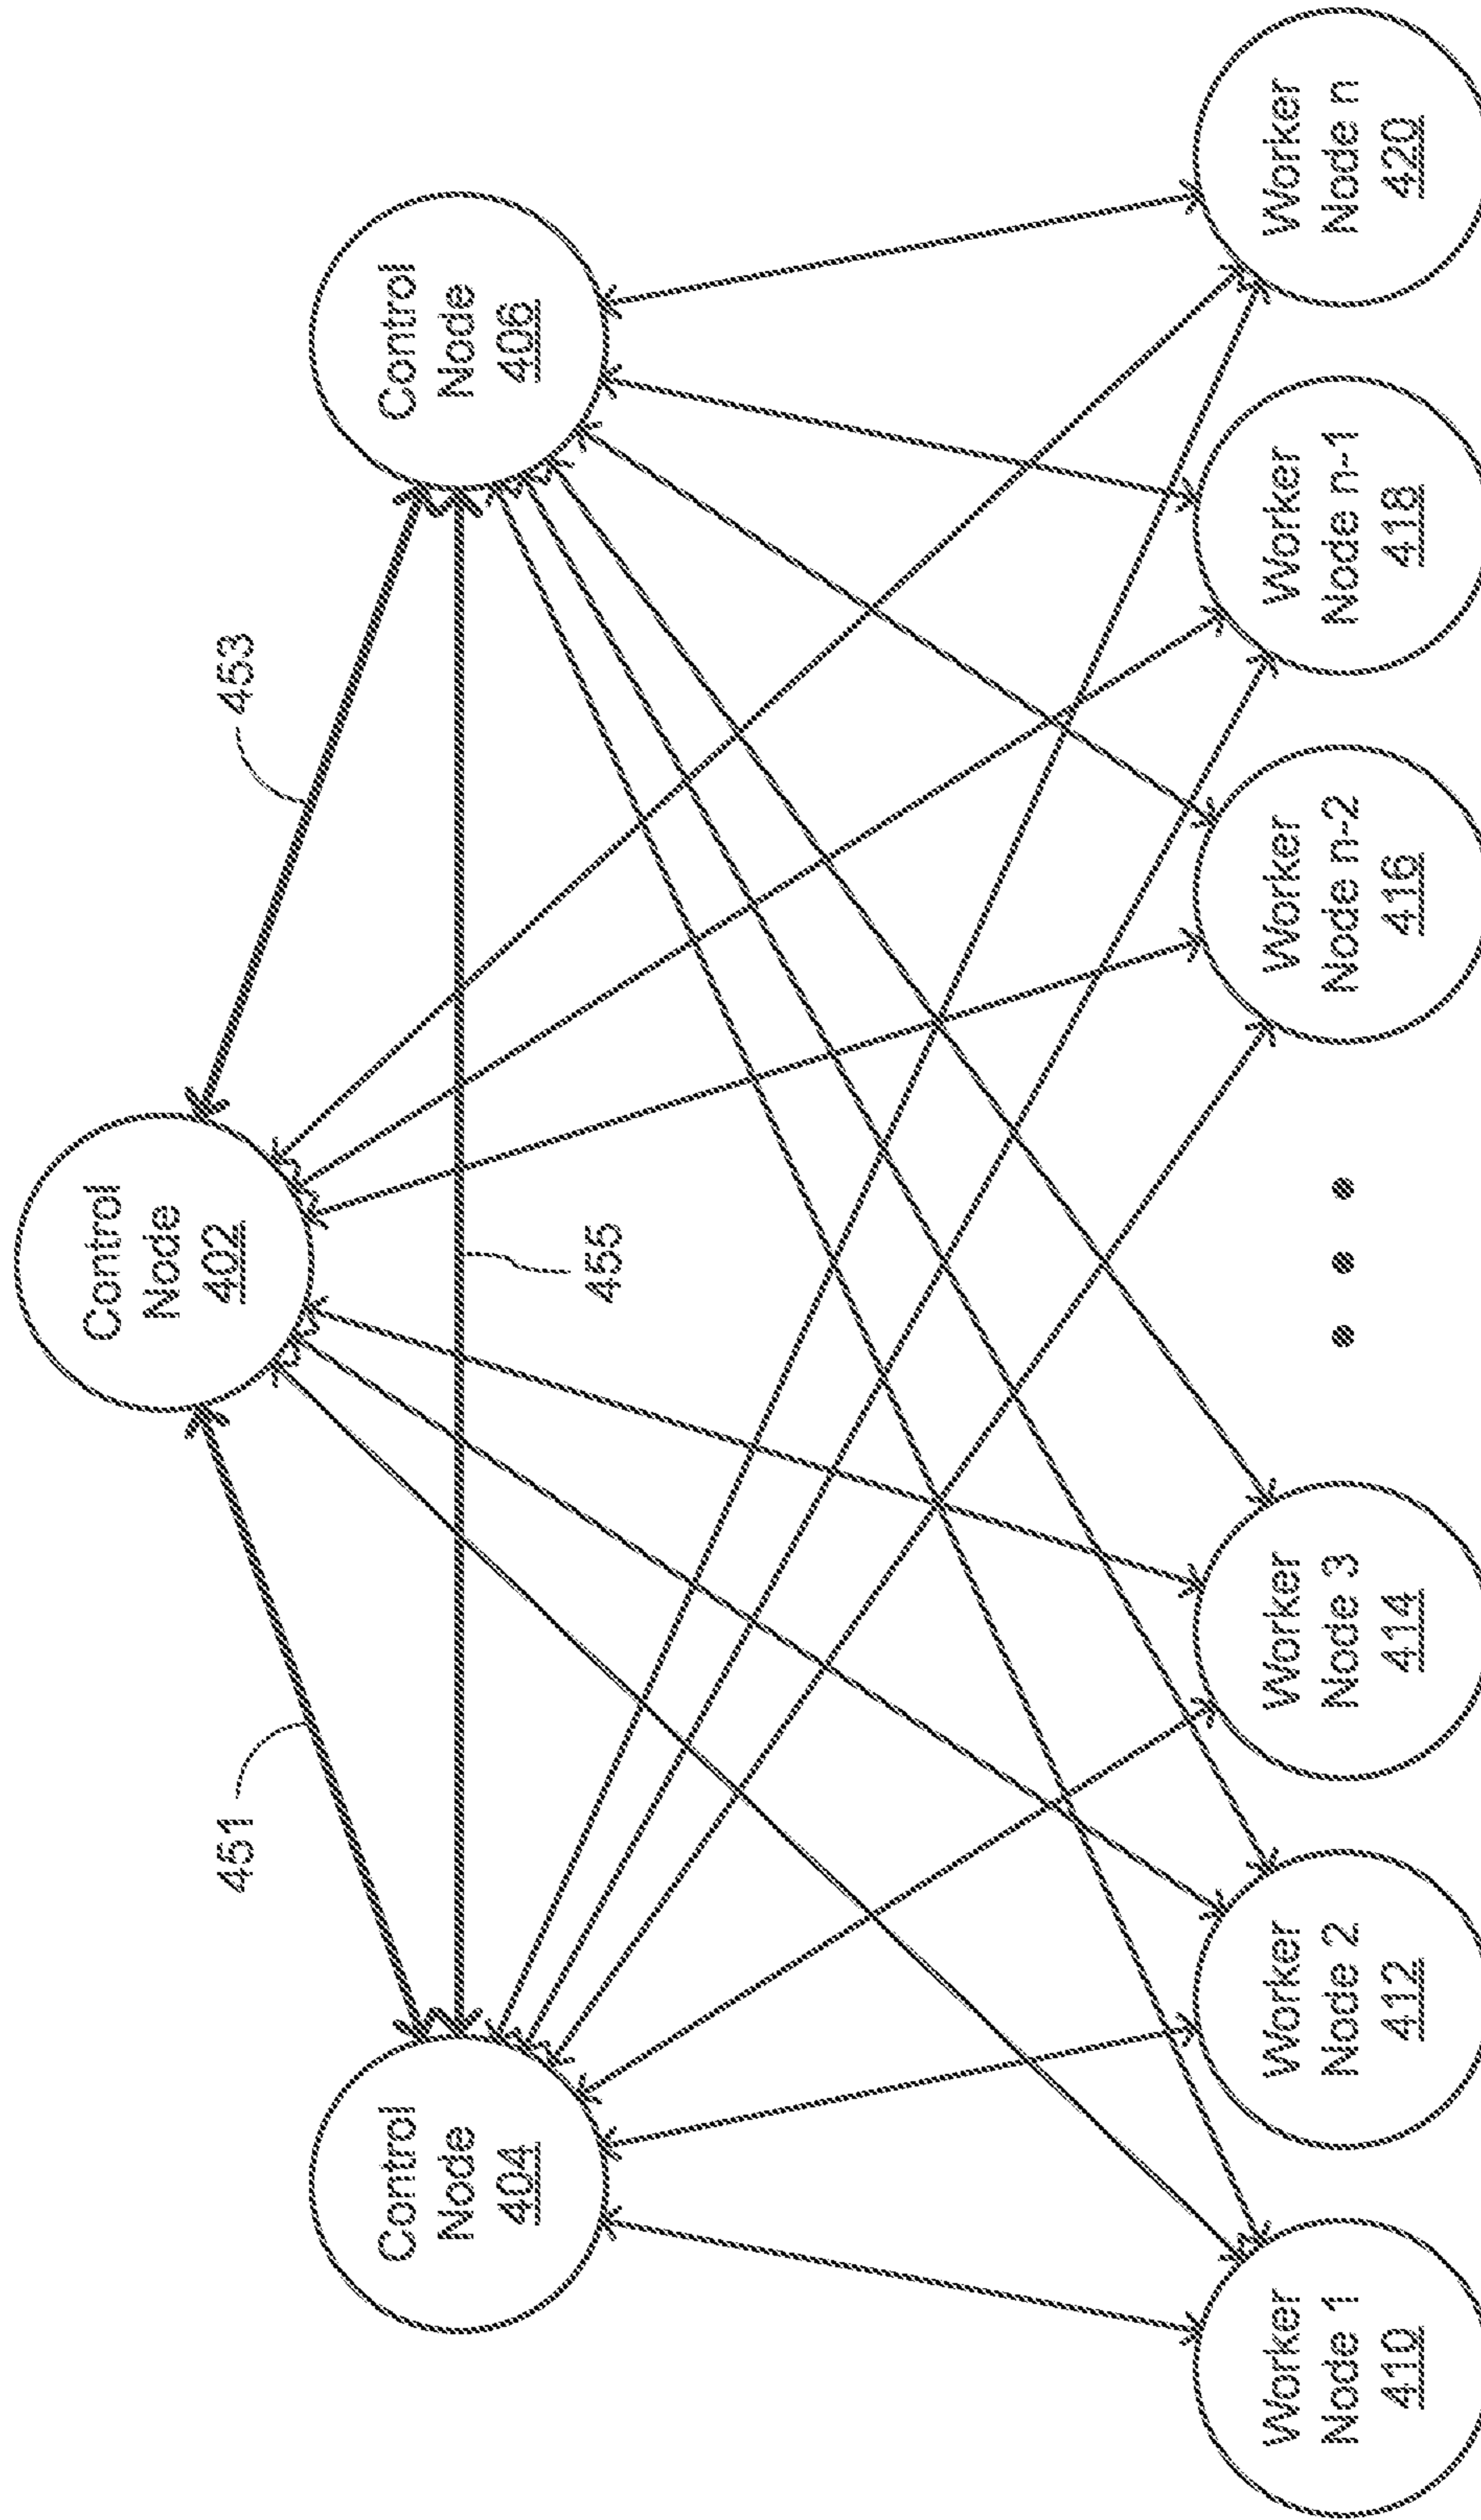 Control
Node
402
451
453
Control
Node
404
Control
Node
406
455
Worker
Node 1
410
Worker
Node 2
412
Worker
Node 3
414
Worker
Node n-2
416
Worker
Node n-1
418
Worker
Node n
420